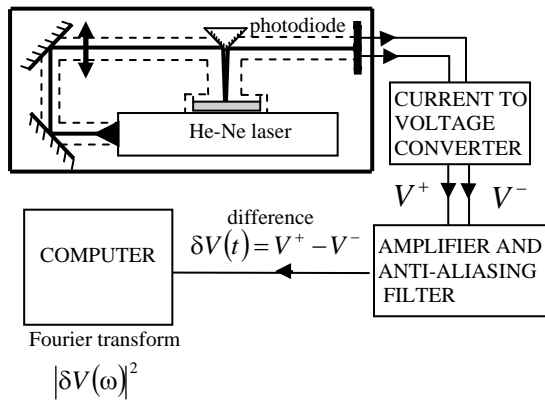 photodiode
He-Ne laser
CURRENT TO
VOLTAGE
CONVERTER
V⁺ V⁻
difference
δV(t) = V⁺ − V⁻
AMPLIFIER AND
ANTI-ALIASING
FILTER
COMPUTER
Fourier transform
|δV(ω)|²